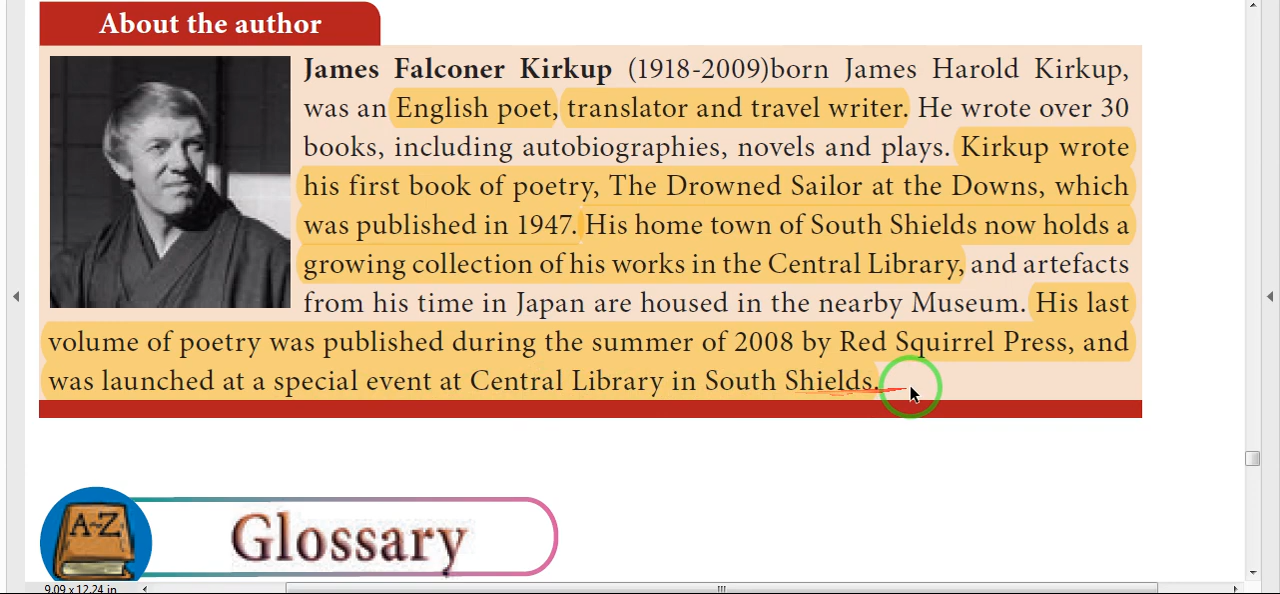 About the author
James Falconer Kirkup (1918-2009)born James Harold Kirkup,
was an English poet, translator and travel writer. He wrote over 30
books, including autobiographies, novels and plays. Kirkup wrote
his first book of poetry, The Drowned Sailor at the Downs, which
was published in 1947. His home town of South Shields now holds a
growing collection of his works in the Central Library, and artefacts
from his time in Japan are housed in the nearby Museum. His last
volume of poetry was published during the summer of 2008 by Red Squirrel Press, and
was launched at a special event at Central Library in South Shields.
A-Z
Glossary
9.09 x 12.24 in